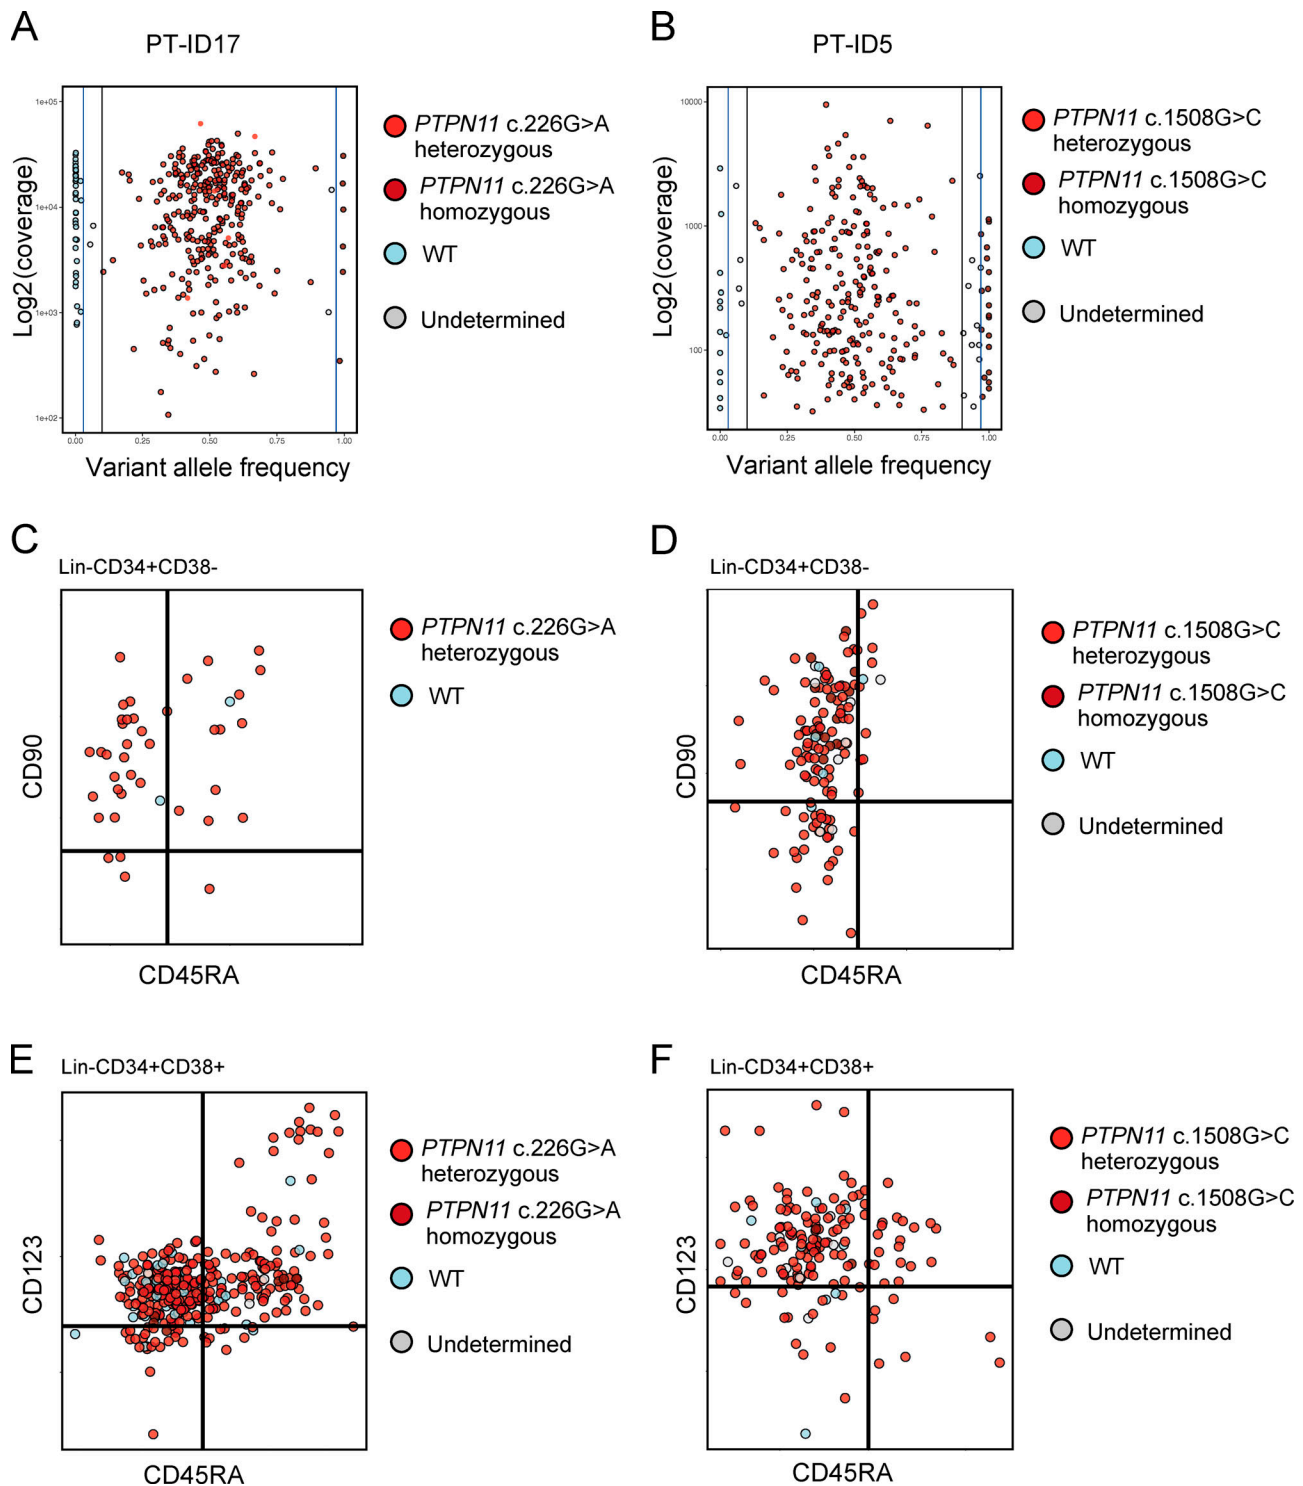 A
PT-ID17
1e+05
1e+04
1e+03
1e+02
Log2(coverage)
0.00 0.25 0.50 0.75 1.00
Variant allele frequency
PTPN11 c.226G>A
heterozygous
PTPN11 c.226G>A
homozygous
WT
Undetermined
B
PT-ID5
10000
1000
100
Log2(coverage)
0.00 0.25 0.50 0.75 1.00
Variant allele frequency
PTPN11 c.1508G>C
heterozygous
PTPN11 c.1508G>C
homozygous
WT
Undetermined
C
Lin-CD34+CD38-
CD90
CD45RA
PTPN11 c.226G>A
heterozygous
WT
D
Lin-CD34+CD38-
CD90
CD45RA
PTPN11 c.1508G>C
heterozygous
PTPN11 c.1508G>C
homozygous
WT
Undetermined
E
Lin-CD34+CD38+
CD123
CD45RA
PTPN11 c.226G>A
heterozygous
PTPN11 c.226G>A
homozygous
WT
Undetermined
F
Lin-CD34+CD38+
CD123
CD45RA
PTPN11 c.1508G>C
heterozygous
PTPN11 c.1508G>C
homozygous
WT
Undetermined